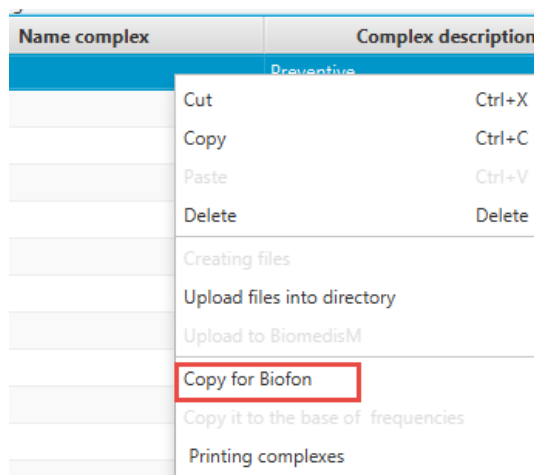 Name complex Complex description
Preventive
Cut Ctrl+X
Copy Ctrl+C
Paste Ctrl+V
Delete Delete
Creating files
Upload files into directory
Upload to BiomedisM
Copy for Biofon
Copy it to the base of frequencies
Printing complexes